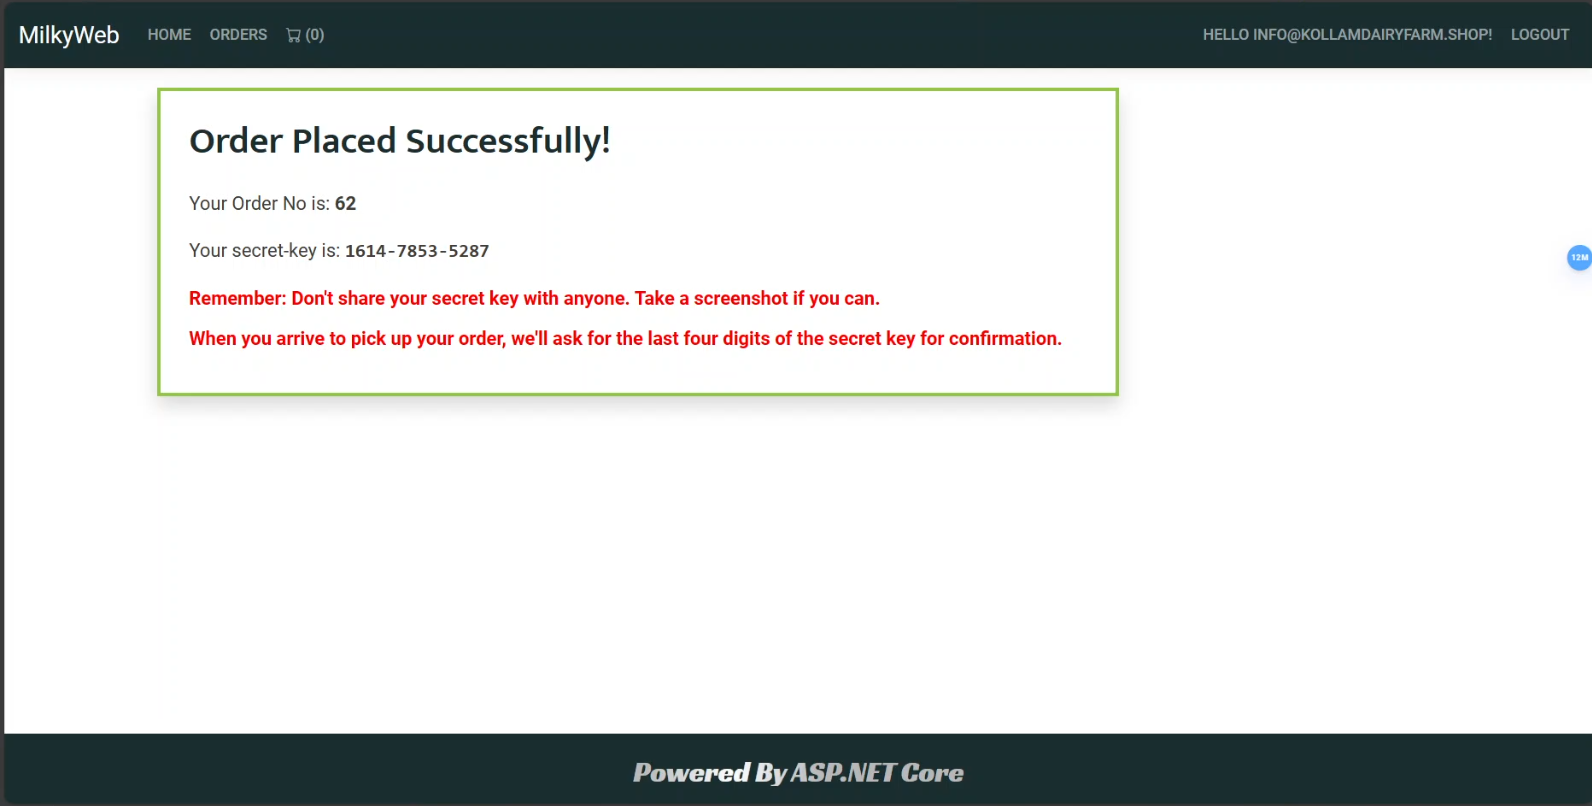 MilkyWeb HOME ORDERS (0) HELLO INFO@KOLLAMDAIRYFARM.SHOP! LOGOUT
Order Placed Successfully!
Your Order No is: 62
Your secret-key is: 1614-7853-5287
12M
Remember: Don't share your secret key with anyone. Take a screenshot if you can.
When you arrive to pick up your order, we'll ask for the last four digits of the secret key for confirmation.
Powered By ASP.NET Core